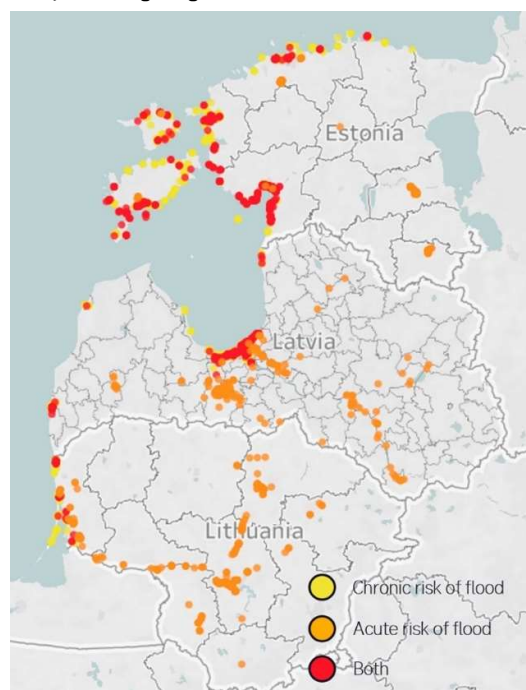 Estonia
Latvia
Lithuania
Chronic risk of flood
Acute risk of flood
Both